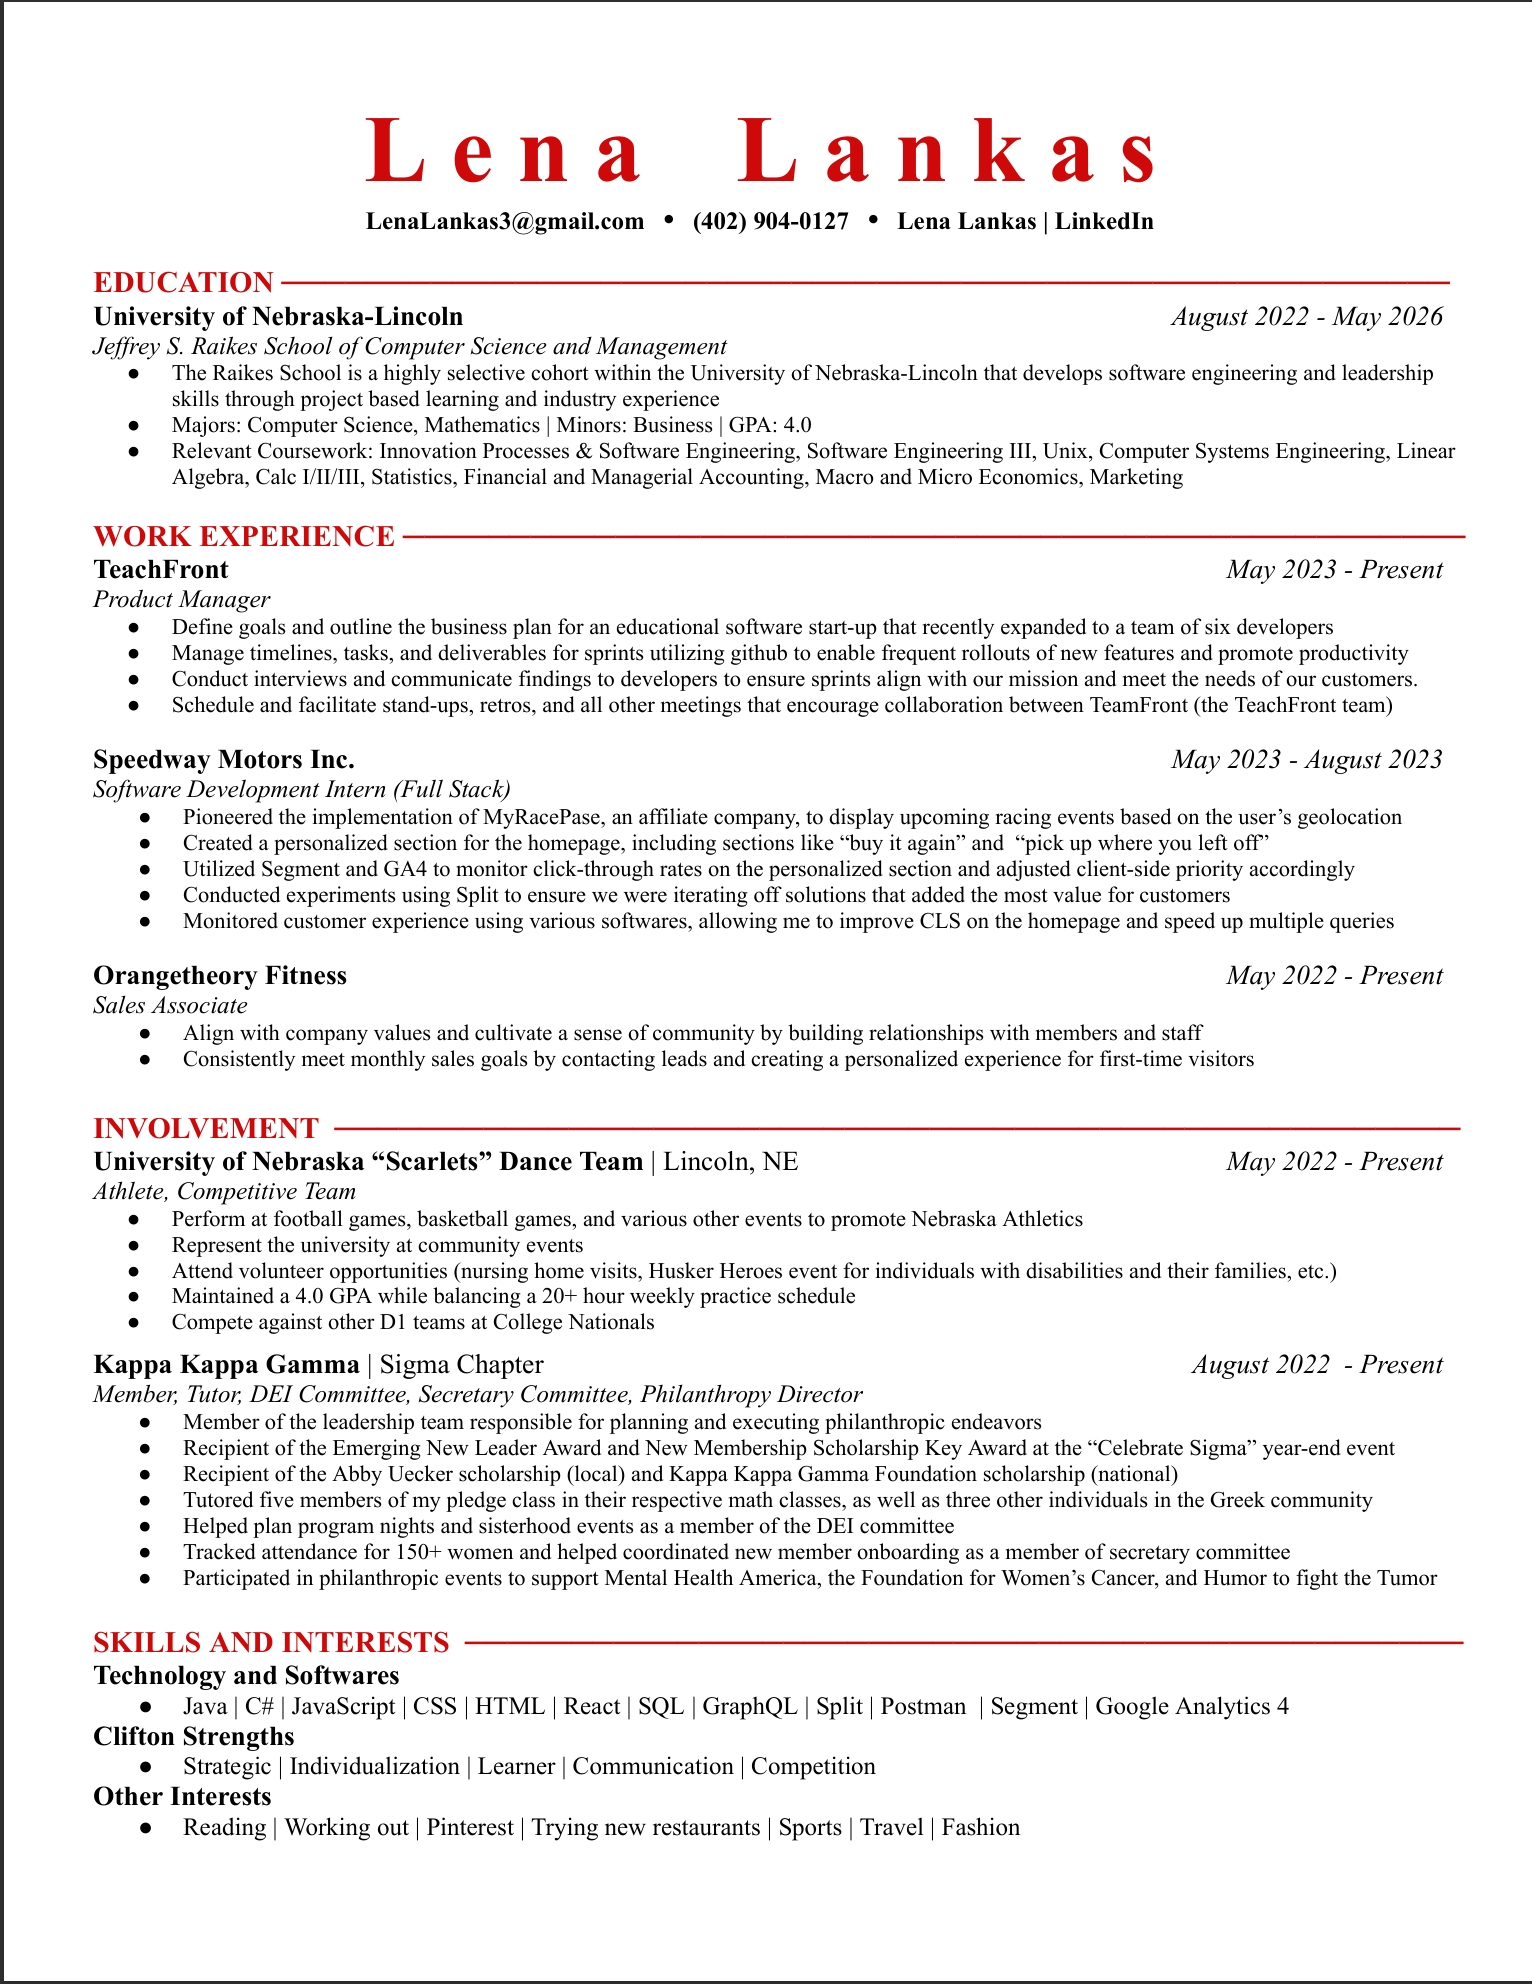 Lena Lankas
LenaLankas3@gmail.com • (402) 904-0127 • Lena Lankas | LinkedIn
EDUCATION
University of Nebraska-Lincoln August 2022 - May 2026
Jeffrey S. Raikes School of Computer Science and Management
● The Raikes School is a highly selective cohort within the University of Nebraska-Lincoln that develops software engineering and leadership
skills through project based learning and industry experience
● Majors: Computer Science, Mathematics | Minors: Business | GPA: 4.0
● Relevant Coursework: Innovation Processes & Software Engineering, Software Engineering III, Unix, Computer Systems Engineering, Linear
Algebra, Calc I/II/III, Statistics, Financial and Managerial Accounting, Macro and Micro Economics, Marketing
WORK EXPERIENCE
TeachFront May 2023 - Present
Product Manager
● Define goals and outline the business plan for an educational software start-up that recently expanded to a team of six developers
● Manage timelines, tasks, and deliverables for sprints utilizing github to enable frequent rollouts of new features and promote productivity
● Conduct interviews and communicate findings to developers to ensure sprints align with our mission and meet the needs of our customers.
● Schedule and facilitate stand-ups, retros, and all other meetings that encourage collaboration between TeamFront (the TeachFront team)
Speedway Motors Inc. May 2023 - August 2023
Software Development Intern (Full Stack)
● Pioneered the implementation of MyRacePase, an affiliate company, to display upcoming racing events based on the user’s geolocation
● Created a personalized section for the homepage, including sections like “buy it again” and “pick up where you left off”
● Utilized Segment and GA4 to monitor click-through rates on the personalized section and adjusted client-side priority accordingly
● Conducted experiments using Split to ensure we were iterating off solutions that added the most value for customers
● Monitored customer experience using various softwares, allowing me to improve CLS on the homepage and speed up multiple queries
Orangetheory Fitness May 2022 - Present
Sales Associate
● Align with company values and cultivate a sense of community by building relationships with members and staff
● Consistently meet monthly sales goals by contacting leads and creating a personalized experience for first-time visitors
INVOLVEMENT
University of Nebraska “Scarlets” Dance Team | Lincoln, NE May 2022 - Present
Athlete, Competitive Team
● Perform at football games, basketball games, and various other events to promote Nebraska Athletics
● Represent the university at community events
● Attend volunteer opportunities (nursing home visits, Husker Heroes event for individuals with disabilities and their families, etc.)
● Maintained a 4.0 GPA while balancing a 20+ hour weekly practice schedule
● Compete against other D1 teams at College Nationals
Kappa Kappa Gamma | Sigma Chapter August 2022 - Present
Member, Tutor, DEI Committee, Secretary Committee, Philanthropy Director
● Member of the leadership team responsible for planning and executing philanthropic endeavors
● Recipient of the Emerging New Leader Award and New Membership Scholarship Key Award at the “Celebrate Sigma” year-end event
● Recipient of the Abby Uecker scholarship (local) and Kappa Kappa Gamma Foundation scholarship (national)
● Tutored five members of my pledge class in their respective math classes, as well as three other individuals in the Greek community
● Helped plan program nights and sisterhood events as a member of the DEI committee
● Tracked attendance for 150+ women and helped coordinated new member onboarding as a member of secretary committee
● Participated in philanthropic events to support Mental Health America, the Foundation for Women’s Cancer, and Humor to fight the Tumor
SKILLS AND INTERESTS
Technology and Softwares
● Java | C# | JavaScript | CSS | HTML | React | SQL | GraphQL | Split | Postman | Segment | Google Analytics 4
Clifton Strengths
● Strategic | Individualization | Learner | Communication | Competition
Other Interests
● Reading | Working out | Pinterest | Trying new restaurants | Sports | Travel | Fashion